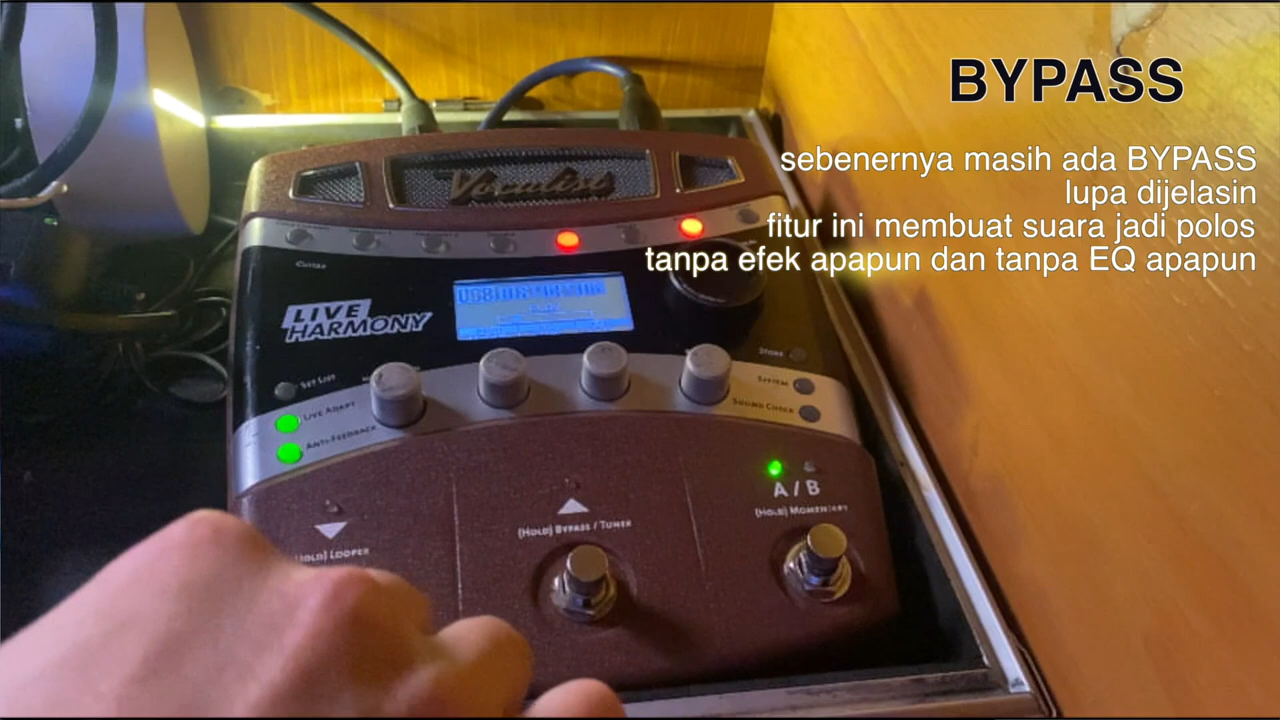 BYPASS
sebenernya masih ada BYPASS
lupa dijelasin
fitur ini membuat suara jadi polos
tanpa efek apapun dan tanpa EQ apapun
Vocalist
GUITAR
LIVE
HARMONY
STORE
SET LIST
SYSTEM
LIVE ADAPT
SOUND CHECK
ANTI-FEEDBACK
A / B
(HOLD) MOMENTARY
(HOLD) BYPASS / TUNER
HOLD) LOOPER